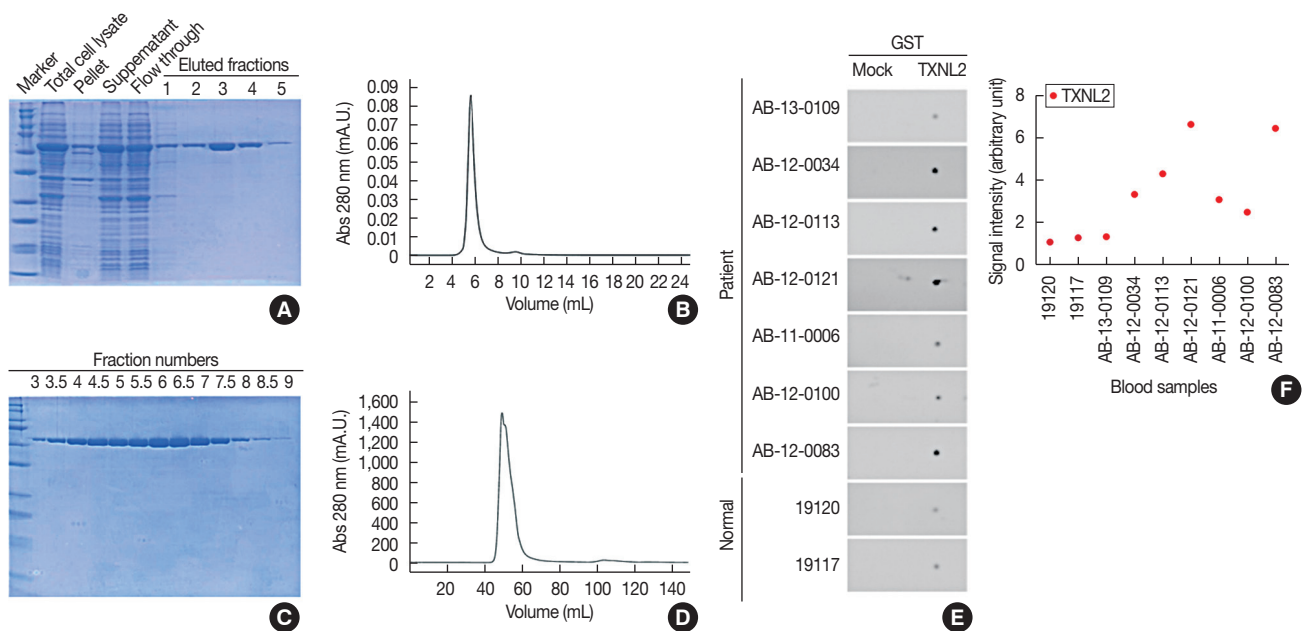 Marker
Total cell lysate
Pellet
Suppernatant
Flow through
Eluted fractions
1 2 3 4 5
A
0.09
0.08
0.07
0.06
0.05
0.04
0.03
0.02
0.01
0
Abs 280 nm (mA.U.)
2 4 6 8 10 12 14 16 18 20 22 24
Volume (mL)
B
Fraction numbers
3 3.5 4 4.5 5 5.5 6 6.5 7 7.5 8 8.5 9
C
1,600
1,400
1,200
1,000
800
600
400
200
0
Abs 280 nm (mA.U.)
0 20 40 60 80 100 120 140
Volume (mL)
D
GST
Mock TXNL2
Patient
AB-13-0109
AB-12-0034
AB-12-0113
AB-12-0121
AB-11-0006
AB-12-0100
AB-12-0083
Normal
19120
19117
E
TXNL2
8
6
4
2
0
Signal intensity (arbitrary unit)
19120
19117
AB-13-0109
AB-12-0034
AB-12-0113
AB-12-0121
AB-11-0006
AB-12-0100
AB-12-0083
Blood samples
F